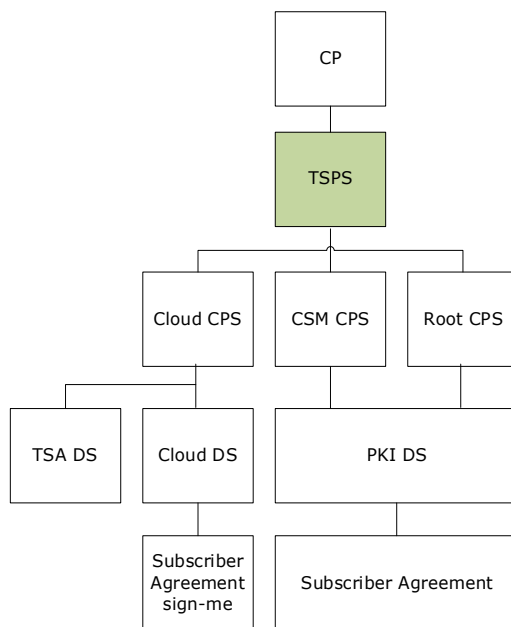 CP
TSPS
Cloud CPS
CSM CPS
Root CPS
TSA DS
Cloud DS
PKI DS
Subscriber
Agreement
sign-me
Subscriber Agreement